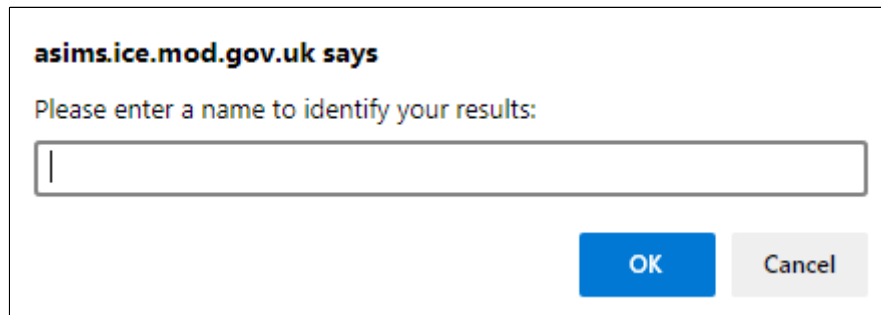 asims.ice.mod.gov.uk says
Please enter a name to identify your results:
OK Cancel